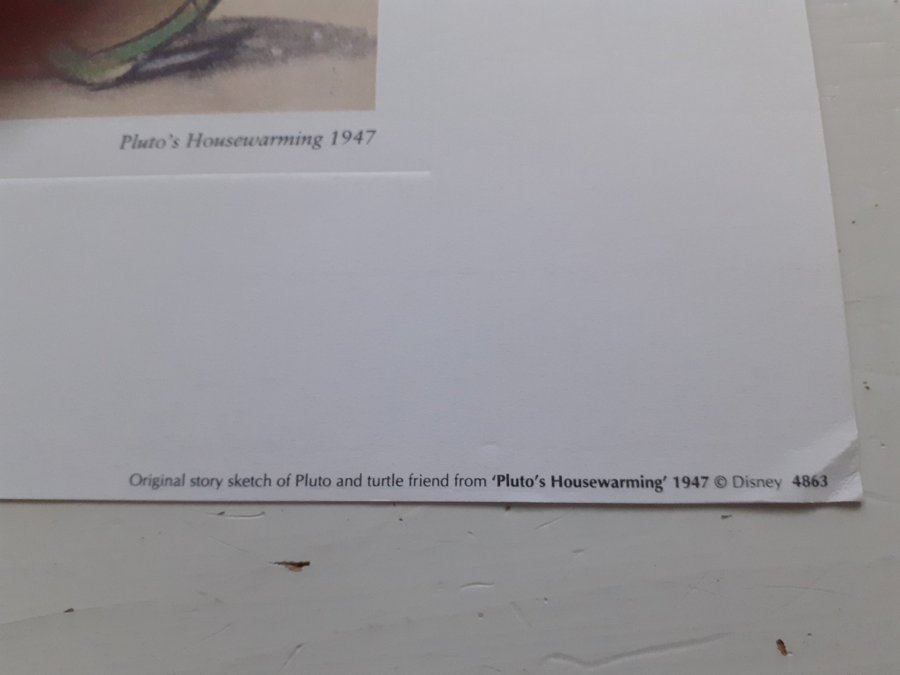 Pluto's Housewarming 1947
Original story sketch of Pluto and turtle friend from 'Pluto's Housewarming' 1947 © Disney 4863